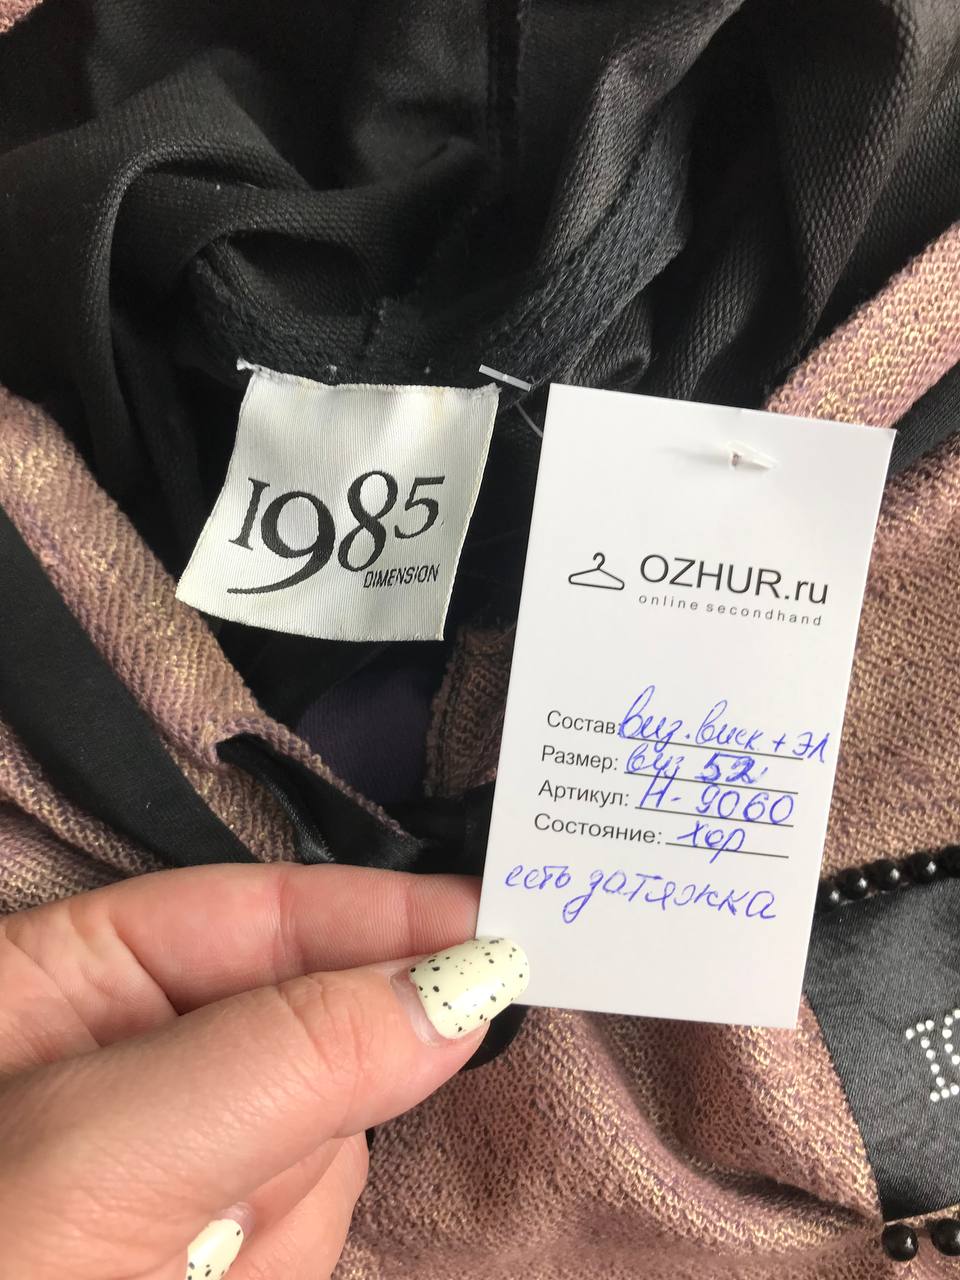 1985
DIMENSION
OZHUR.ru
online secondhand
Состав: виз. виск + эл
Размер: виз 52
Артикул: Н-9060
Состояние: хор
есть затяжка